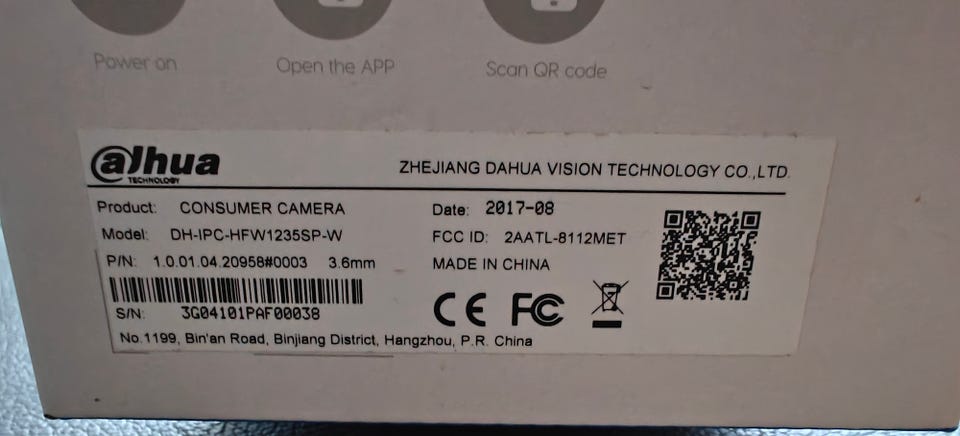 Power on
Open the APP
Scan QR code
alhua
TECHNOLOGY
ZHEJIANG DAHUA VISION TECHNOLOGY CO.,LTD.
Product: CONSUMER CAMERA
Date: 2017-08
Model: DH-IPC-HFW1235SP-W
FCC ID: 2AATL-8112MET
P/N: 1.0.01.04.20958#0003 3.6mm
MADE IN CHINA
S/N: 3G04101PAF00038
CE FC
No.1199, Bin'an Road, Binjiang District, Hangzhou, P.R. China